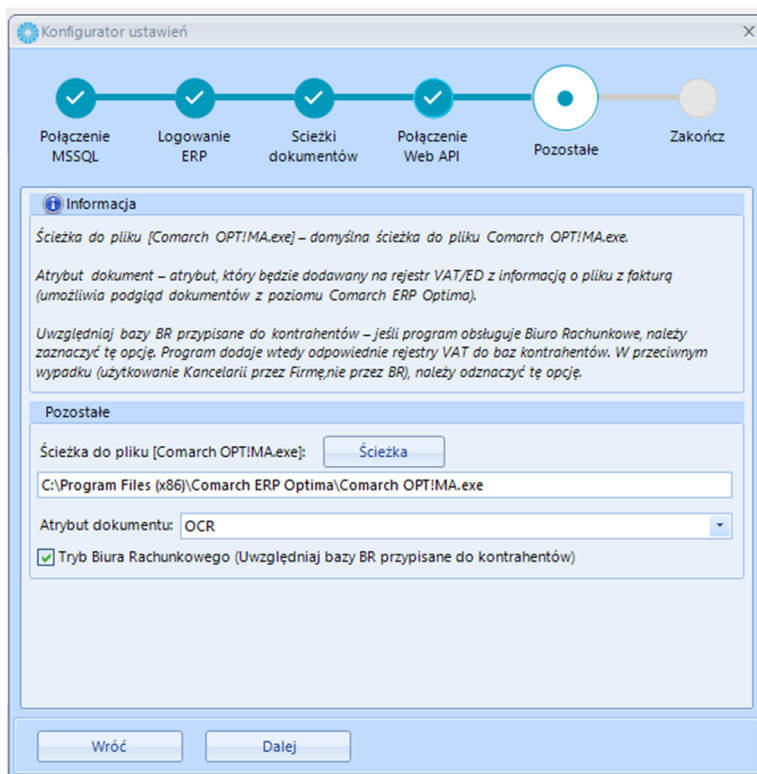 Konfigurator ustawień
Połączenie
MSSQL
Logowanie
ERP
Scieżki
dokumentów
Połączenie
Web API
Pozostałe
Zakończ
Informacja
Ścieżka do pliku [Comarch OPT!MA.exe] – domyślna ścieżka do pliku Comarch OPT!MA.exe.
Atrybut dokument – atrybut, który będzie dodawany na rejestr VAT/ED z informacją o pliku z fakturą
(umożliwia podgląd dokumentów z poziomu Comarch ERP Optima).
Uwzględniaj bazy BR przypisane do kontrahentów – jeśli program obsługuje Biuro Rachunkowe, należy
zaznaczyć tę opcję. Program dodaje wtedy odpowiednie rejestry VAT do baz kontrahentów. W przeciwnym
wypadku (użytkowanie Kancelarii przez Firmę,nie przez BR), należy odznaczyć tę opcję.
Pozostałe
Ścieżka do pliku [Comarch OPT!MA.exe]:
Ścieżka
C:\Program Files (x86)\Comarch ERP Optima\Comarch OPT!MA.exe
Atrybut dokumentu: OCR
Tryb Biura Rachunkowego (Uwzględniaj bazy BR przypisane do kontrahentów)
Wróć
Dalej